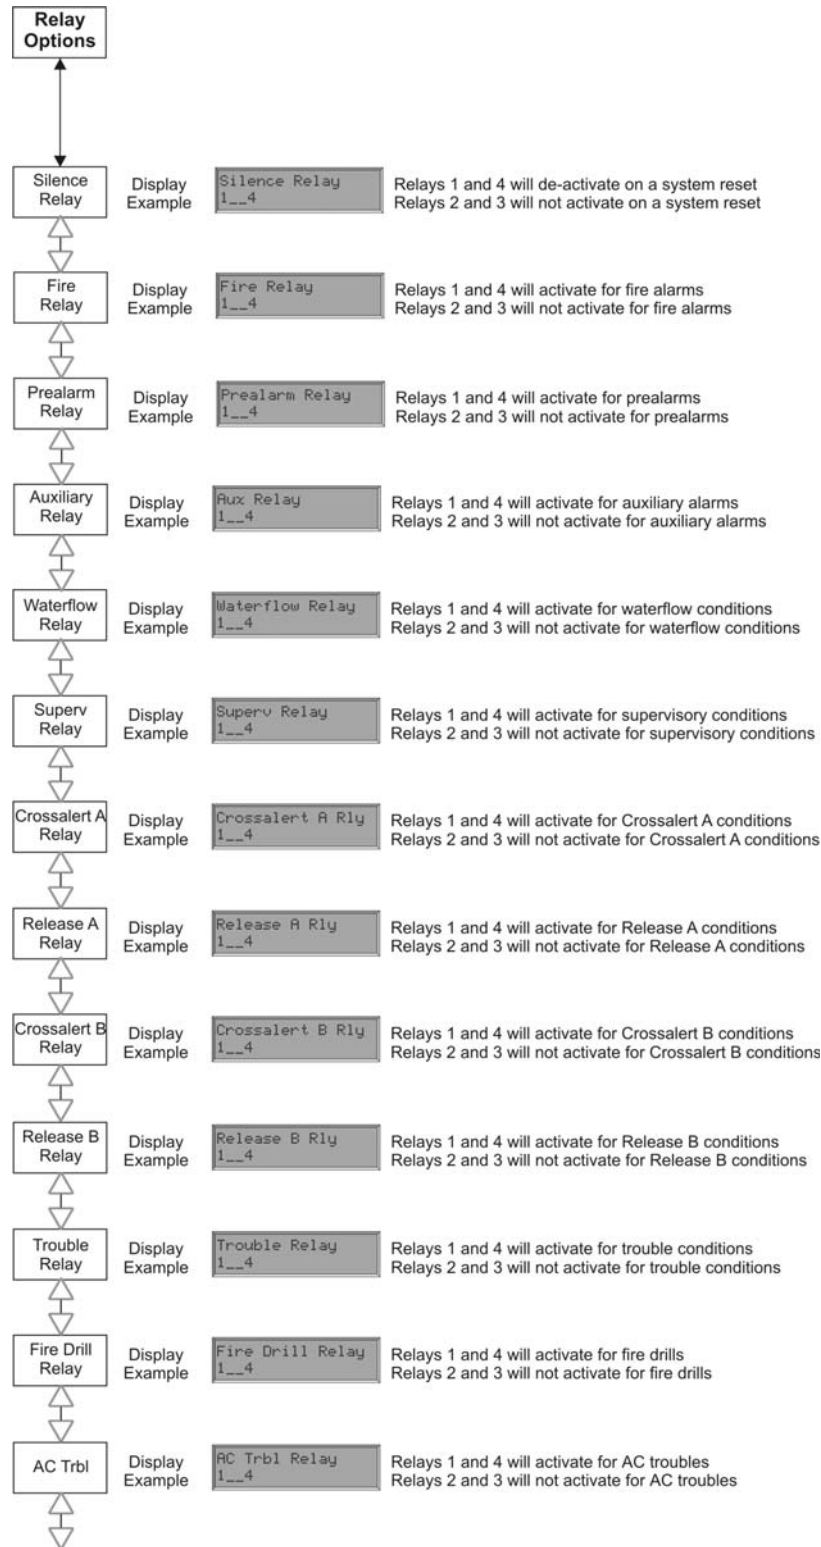 Relay
Options
Silence
Relay
Display
Example
Silence Relay
1__4
Relays 1 and 4 will de-activate on a system reset
Relays 2 and 3 will not activate on a system reset
Fire
Relay
Display
Example
Fire Relay
1__4
Relays 1 and 4 will activate for fire alarms
Relays 2 and 3 will not activate for fire alarms
Prealarm
Relay
Display
Example
Prealarm Relay
1__4
Relays 1 and 4 will activate for prealarms
Relays 2 and 3 will not activate for prealarms
Auxiliary
Relay
Display
Example
Aux Relay
1__4
Relays 1 and 4 will activate for auxiliary alarms
Relays 2 and 3 will not activate for auxiliary alarms
Waterflow
Relay
Display
Example
Waterflow Relay
1__4
Relays 1 and 4 will activate for waterflow conditions
Relays 2 and 3 will not activate for waterflow conditions
Superv
Relay
Display
Example
Superv Relay
1__4
Relays 1 and 4 will activate for supervisory conditions
Relays 2 and 3 will not activate for supervisory conditions
Crossalert A
Relay
Display
Example
Crossalert A Rly
1__4
Relays 1 and 4 will activate for Crossalert A conditions
Relays 2 and 3 will not activate for Crossalert A conditions
Release A
Relay
Display
Example
Release A Rly
1__4
Relays 1 and 4 will activate for Release A conditions
Relays 2 and 3 will not activate for Release A conditions
Crossalert B
Relay
Display
Example
Crossalert B Rly
1__4
Relays 1 and 4 will activate for Crossalert B conditions
Relays 2 and 3 will not activate for Crossalert B conditions
Release B
Relay
Display
Example
Release B Rly
1__4
Relays 1 and 4 will activate for Release B conditions
Relays 2 and 3 will not activate for Release B conditions
Trouble
Relay
Display
Example
Trouble Relay
1__4
Relays 1 and 4 will activate for trouble conditions
Relays 2 and 3 will not activate for trouble conditions
Fire Drill
Relay
Display
Example
Fire Drill Relay
1__4
Relays 1 and 4 will activate for fire drills
Relays 2 and 3 will not activate for fire drills
AC Trbl
Display
Example
AC Trbl Relay
1__4
Relays 1 and 4 will activate for AC troubles
Relays 2 and 3 will not activate for AC troubles